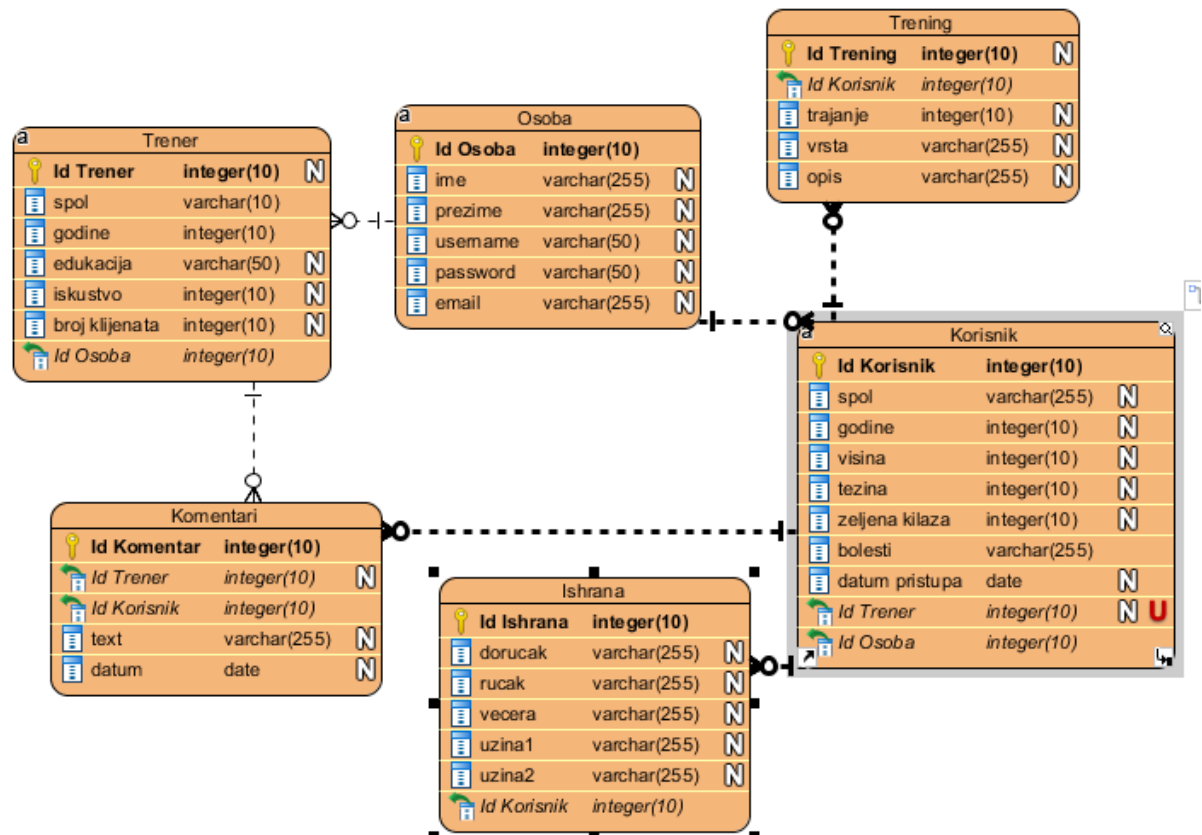 Trening
Id Trening integer(10) N
Id Korisnik integer(10)
trajanje integer(10) N
vrsta varchar(255) N
opis varchar(255) N
a Osoba
Id Osoba integer(10)
ime varchar(255) N
prezime varchar(255) N
username varchar(50) N
password varchar(50) N
email varchar(255) N
a Trener
Id Trener integer(10) N
spol varchar(10)
godine integer(10)
edukacija varchar(50) N
iskustvo integer(10) N
broj klijenata integer(10) N
Id Osoba integer(10)
a Korisnik
Id Korisnik integer(10)
spol varchar(255) N
godine integer(10) N
visina integer(10) N
tezina integer(10) N
zeljena kilaza integer(10) N
bolesti varchar(255)
datum pristupa date N
Id Trener integer(10) N U
Id Osoba integer(10)
Komentari
Id Komentar integer(10)
Id Trener integer(10) N
Id Korisnik integer(10)
text varchar(255) N
datum date N
Ishrana
Id Ishrana integer(10)
dorucak varchar(255) N
rucak varchar(255) N
vecera varchar(255) N
uzina1 varchar(255) N
uzina2 varchar(255) N
Id Korisnik integer(10)